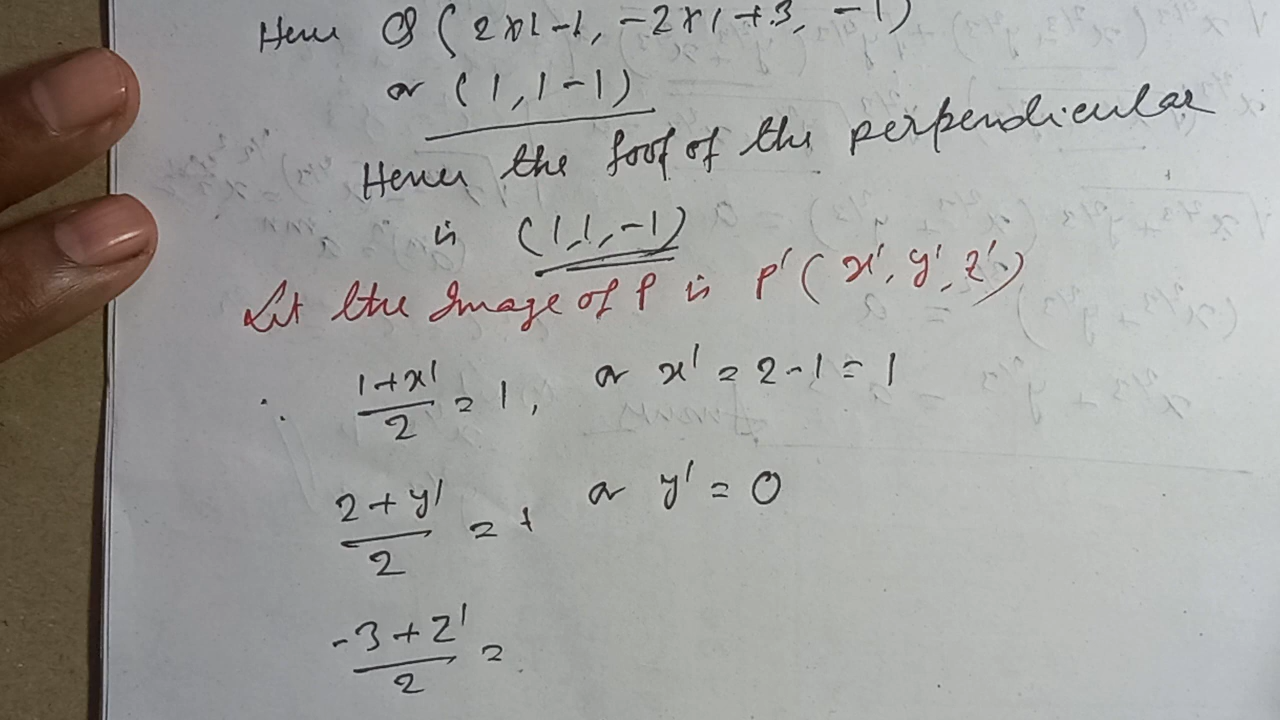 Here Q (2×1-1, -2×1+3, -1)
or (1,1-1)
Hence the foot of the perpendicular
is (1,1,-1)
Let the Image of P is P' (x', y', z')
∴ 1+x'/2 = 1, or x' = 2-1 = 1
2+y'/2 = 1 or y' = 0
-3+z'/2 =